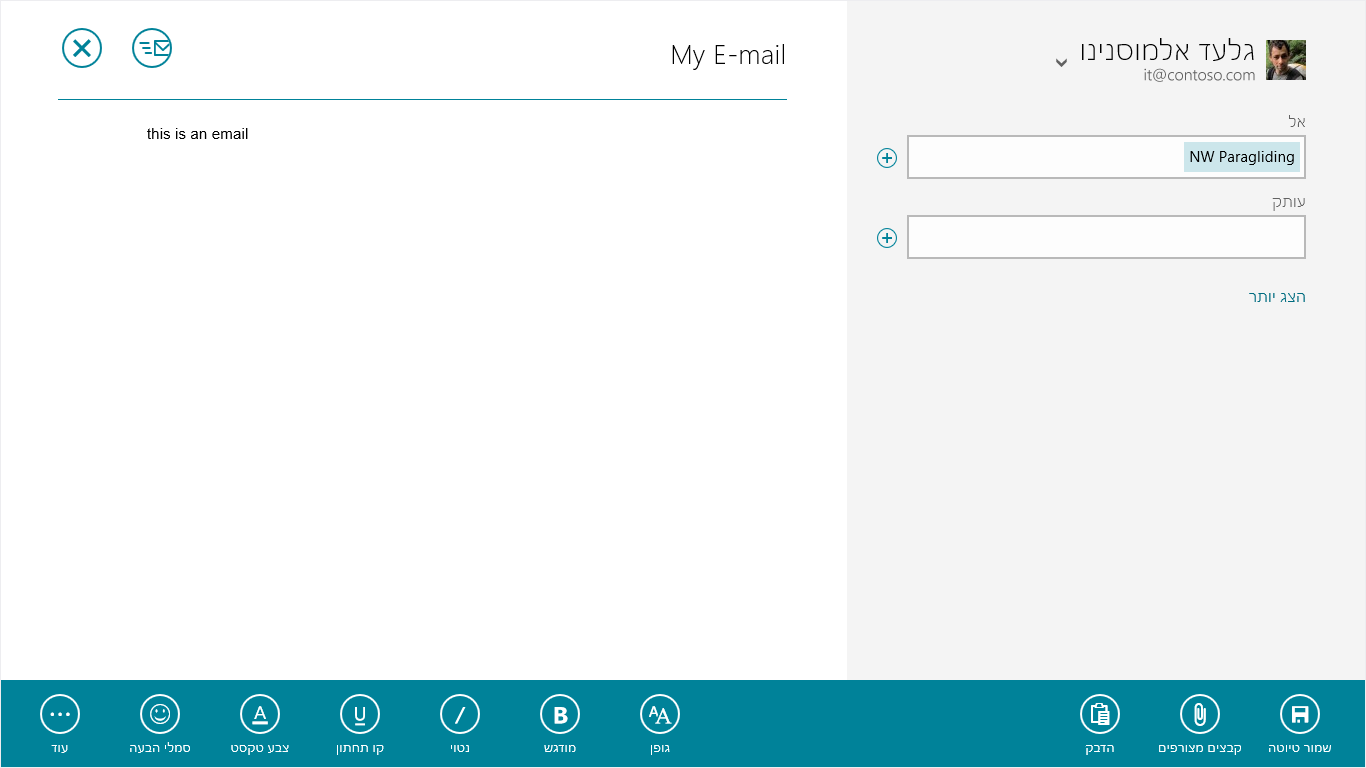 גלעד אלמוסנינו
it@contoso.com
אל
NW Paragliding
עותק
הצג יותר
My E-mail
this is an email
שמור טיוטה
קבצים מצורפים
הדבק
גופן
מודגש
נטוי
קו תחתון
צבע טקסט
סמלי הבעה
עוד